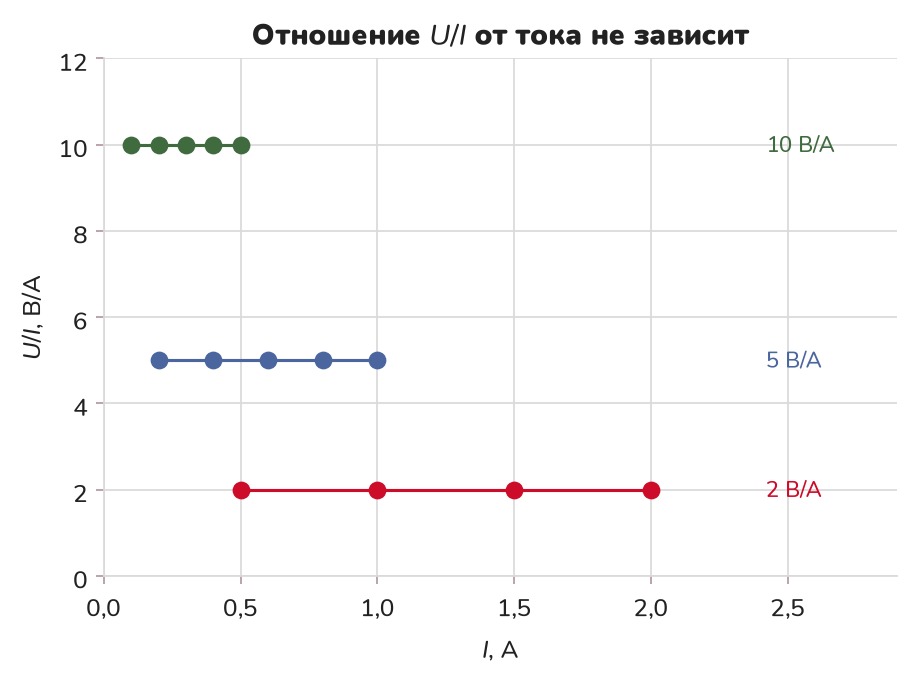 Отношение U/I от тока не зависит
12
10
8
6
4
2
0
U/I, В/А
10 В/А
5 В/А
2 В/А
0,0 0,5 1,0 1,5 2,0 2,5
I, А